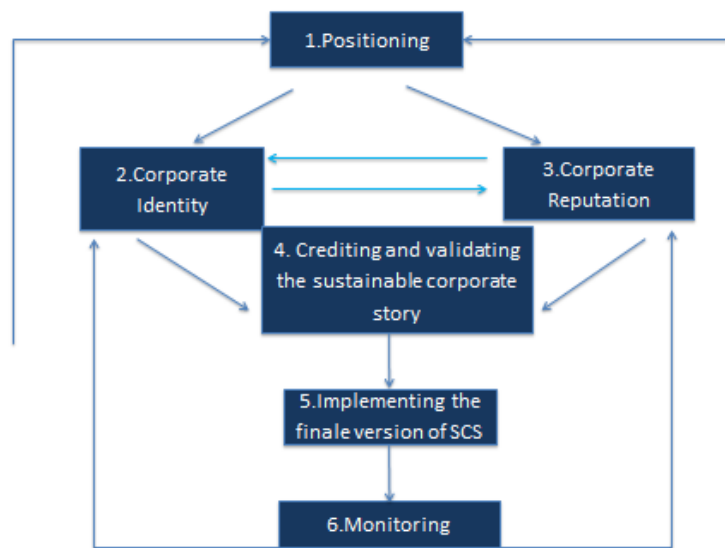 1.Positioning
2.Corporate
Identity
3.Corporate
Reputation
4. Crediting and validating
the sustainable corporate
story
5.Implementing the
finale version of SCS
6.Monitoring